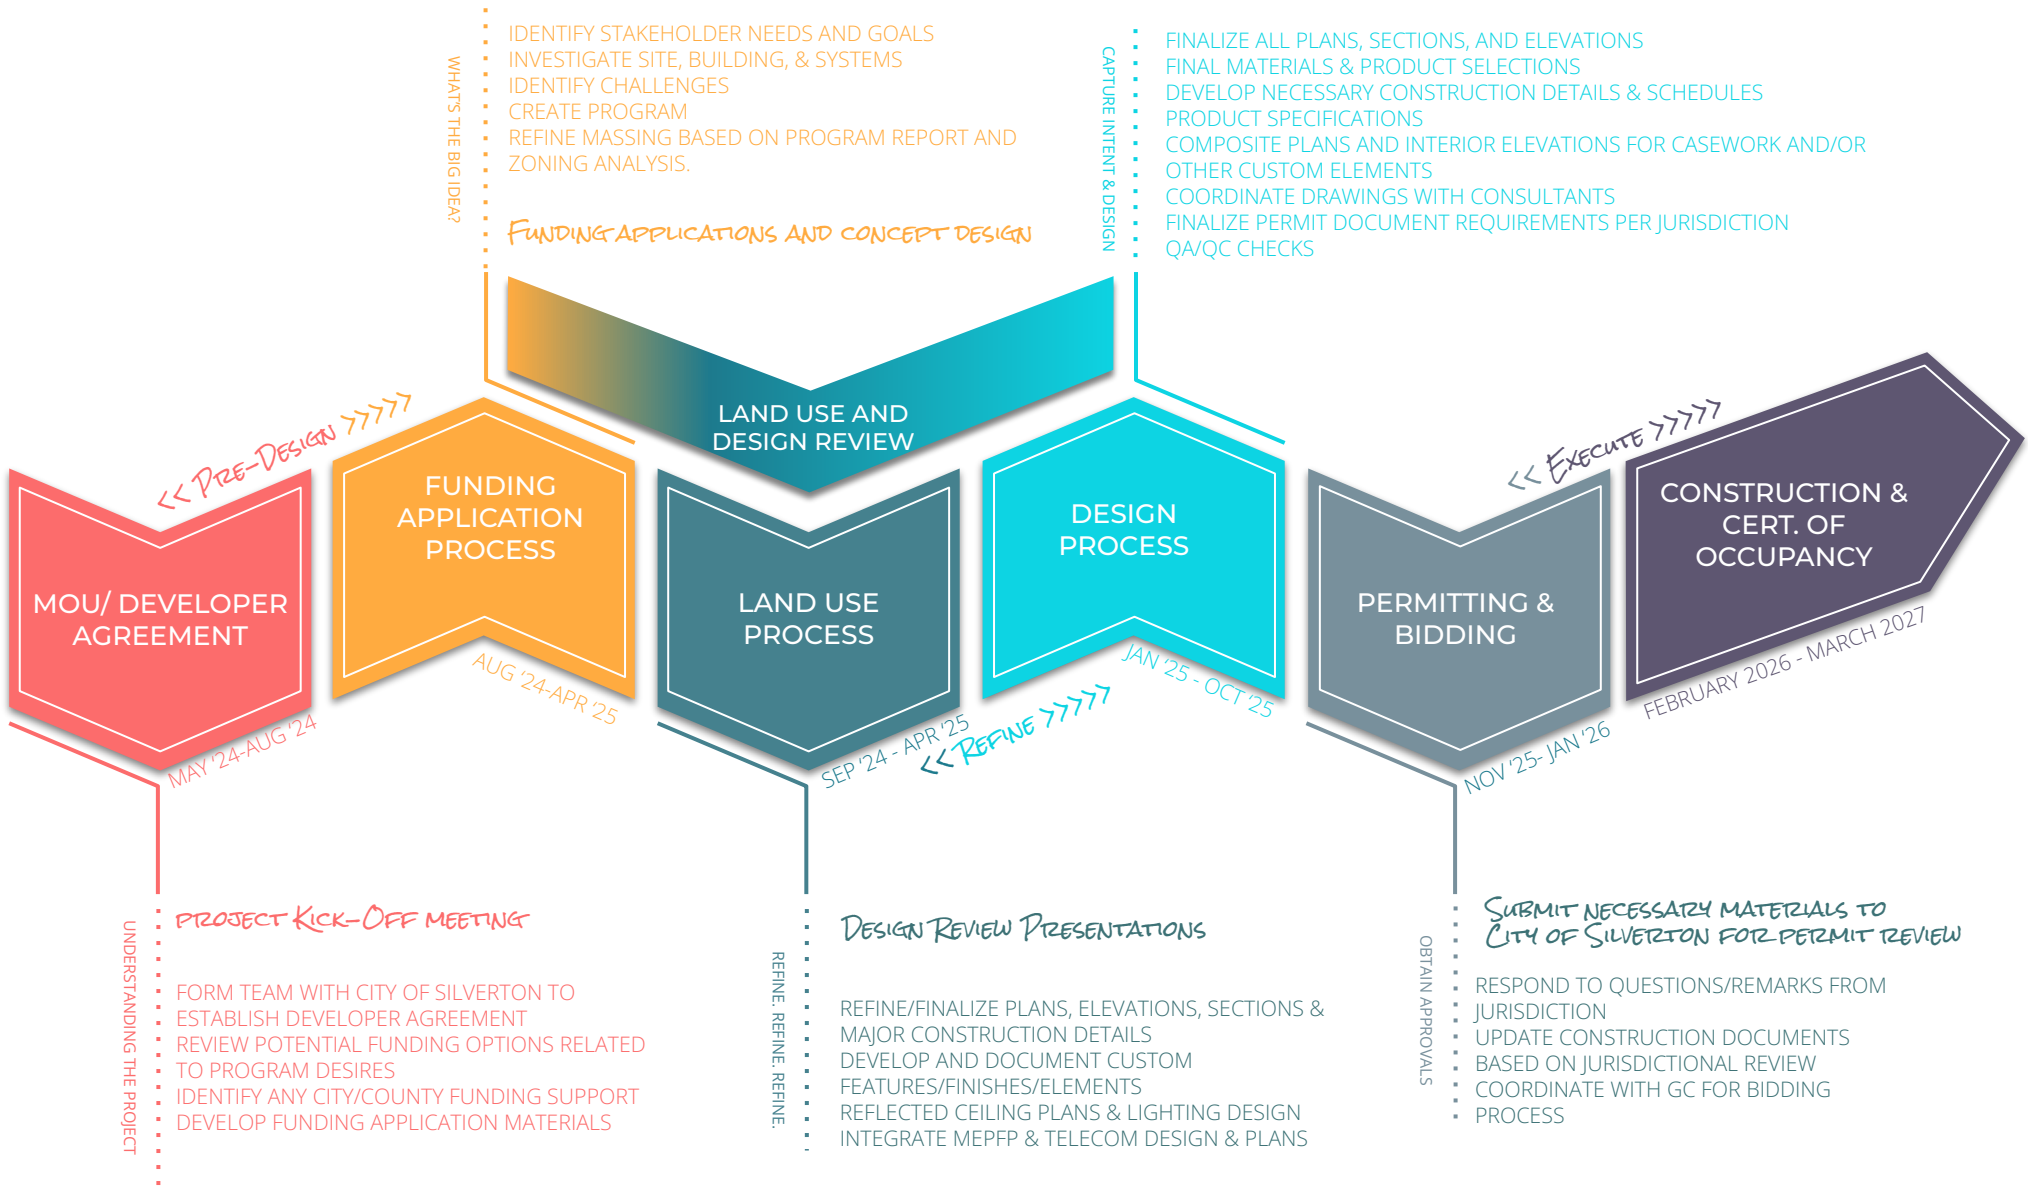 WHAT'S THE BIG IDEA?
IDENTIFY STAKEHOLDER NEEDS AND GOALS
INVESTIGATE SITE, BUILDING, & SYSTEMS
IDENTIFY CHALLENGES
CREATE PROGRAM
REFINE MASSING BASED ON PROGRAM REPORT AND
ZONING ANALYSIS.
FUNDING APPLICATIONS AND CONCEPT DESIGN
CAPTURE INTENT & DESIGN
FINALIZE ALL PLANS, SECTIONS, AND ELEVATIONS
FINAL MATERIALS & PRODUCT SELECTIONS
DEVELOP NECESSARY CONSTRUCTION DETAILS & SCHEDULES
PRODUCT SPECIFICATIONS
COMPOSITE PLANS AND INTERIOR ELEVATIONS FOR CASEWORK AND/OR
OTHER CUSTOM ELEMENTS
COORDINATE DRAWINGS WITH CONSULTANTS
FINALIZE PERMIT DOCUMENT REQUIREMENTS PER JURISDICTION
QA/QC CHECKS
LAND USE AND
DESIGN REVIEW
<< PRE-DESIGN >>>>>
<< EXECUTE >>>>>
MOU/ DEVELOPER
AGREEMENT
MAY '24-AUG '24
FUNDING
APPLICATION
PROCESS
AUG '24-APR '25
LAND USE
PROCESS
SEP '24 - APR '25
<< REFINE >>>>>
DESIGN
PROCESS
JAN '25 - OCT '25
PERMITTING &
BIDDING
NOV '25- JAN '26
CONSTRUCTION &
CERT. OF
OCCUPANCY
FEBRUARY 2026 - MARCH 2027
UNDERSTANDING THE PROJECT
PROJECT KICK-OFF MEETING
FORM TEAM WITH CITY OF SILVERTON TO
ESTABLISH DEVELOPER AGREEMENT
REVIEW POTENTIAL FUNDING OPTIONS RELATED
TO PROGRAM DESIRES
IDENTIFY ANY CITY/COUNTY FUNDING SUPPORT
DEVELOP FUNDING APPLICATION MATERIALS
REFINE. REFINE. REFINE.
DESIGN REVIEW PRESENTATIONS
REFINE/FINALIZE PLANS, ELEVATIONS, SECTIONS &
MAJOR CONSTRUCTION DETAILS
DEVELOP AND DOCUMENT CUSTOM
FEATURES/FINISHES/ELEMENTS
REFLECTED CEILING PLANS & LIGHTING DESIGN
INTEGRATE MEPFP & TELECOM DESIGN & PLANS
OBTAIN APPROVALS
SUBMIT NECESSARY MATERIALS TO
CITY OF SILVERTON FOR PERMIT REVIEW
RESPOND TO QUESTIONS/REMARKS FROM
JURISDICTION
UPDATE CONSTRUCTION DOCUMENTS
BASED ON JURISDICTIONAL REVIEW
COORDINATE WITH GC FOR BIDDING
PROCESS